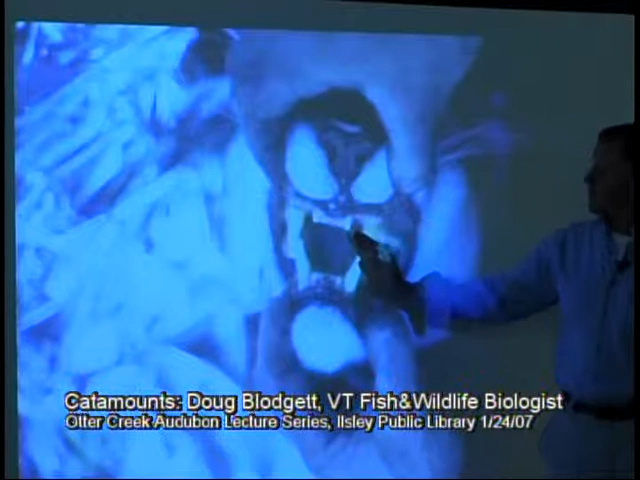 Catamounts: Doug Blodgett, VT Fish&Wildlife Biologist
Otter Creek Audubon Lecture Series, Ilsley Public Library 1/24/07